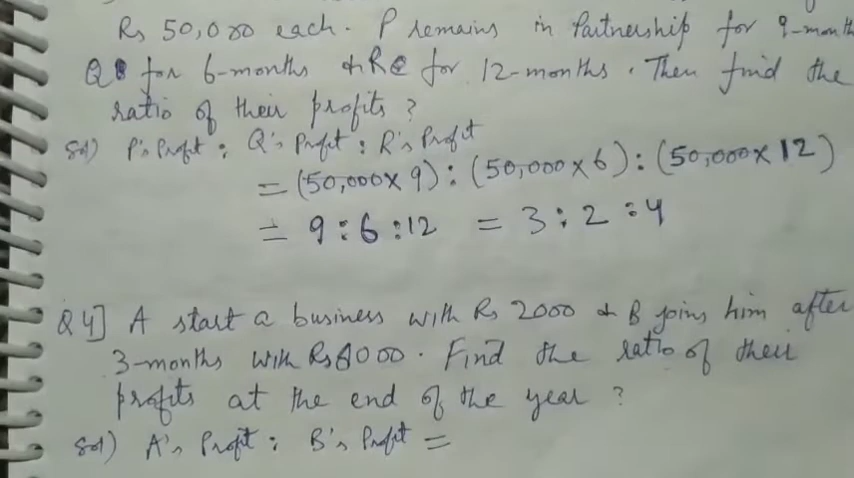 Rs 50,000 each. P remains in Partnership for 9-month
Q for 6-months & R for 12-months. Then find the
ratio of their profits?
Sol) P's Profit : Q's Profit : R's Profit
= (50,000 x 9) : (50,000 x 6) : (50,000 x 12)
= 9 : 6 : 12 = 3 : 2 : 4
Q4] A start a business with Rs 2000 & B joins him after
3-months with Rs. Find the ratio of their
profits at the end of the year ?
Sol) A's Profit : B's Profit =